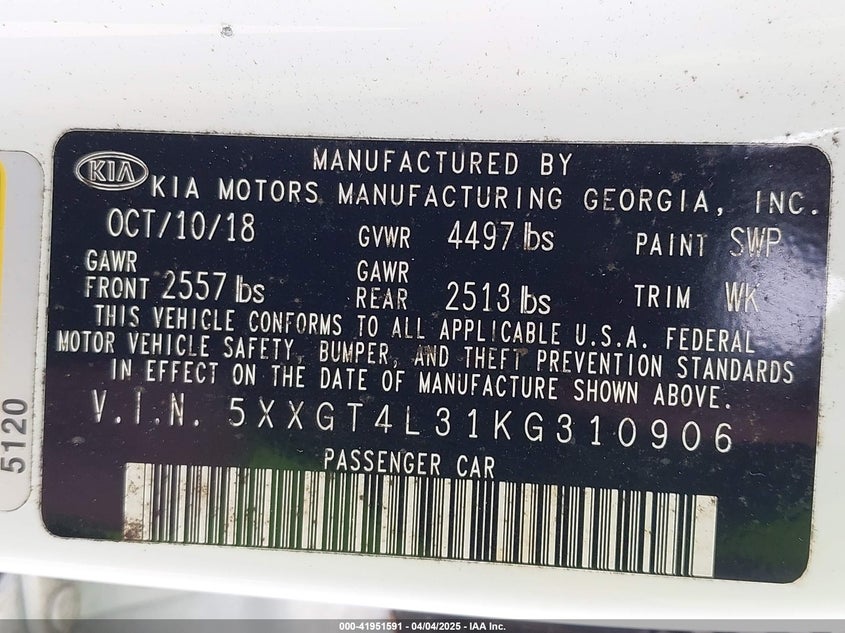 MANUFACTURED BY
KIA KIA MOTORS MANUFACTURING GEORGIA, INC.
OCT/10/18 GVWR 4497 lbs PAINT SWP
GAWR FRONT 2557 lbs GAWR REAR 2513 lbs TRIM WK
THIS VEHICLE CONFORMS TO ALL APPLICABLE U.S.A. FEDERAL
MOTOR VEHICLE SAFETY, BUMPER, AND THEFT PREVENTION STANDARDS
IN EFFECT ON THE DATE OF MANUFACTURE SHOWN ABOVE.
V.I.N. 5XXGT4L31KG310906
PASSENGER CAR
5120
000-41951591 - 04/04/2025 - IAA Inc.